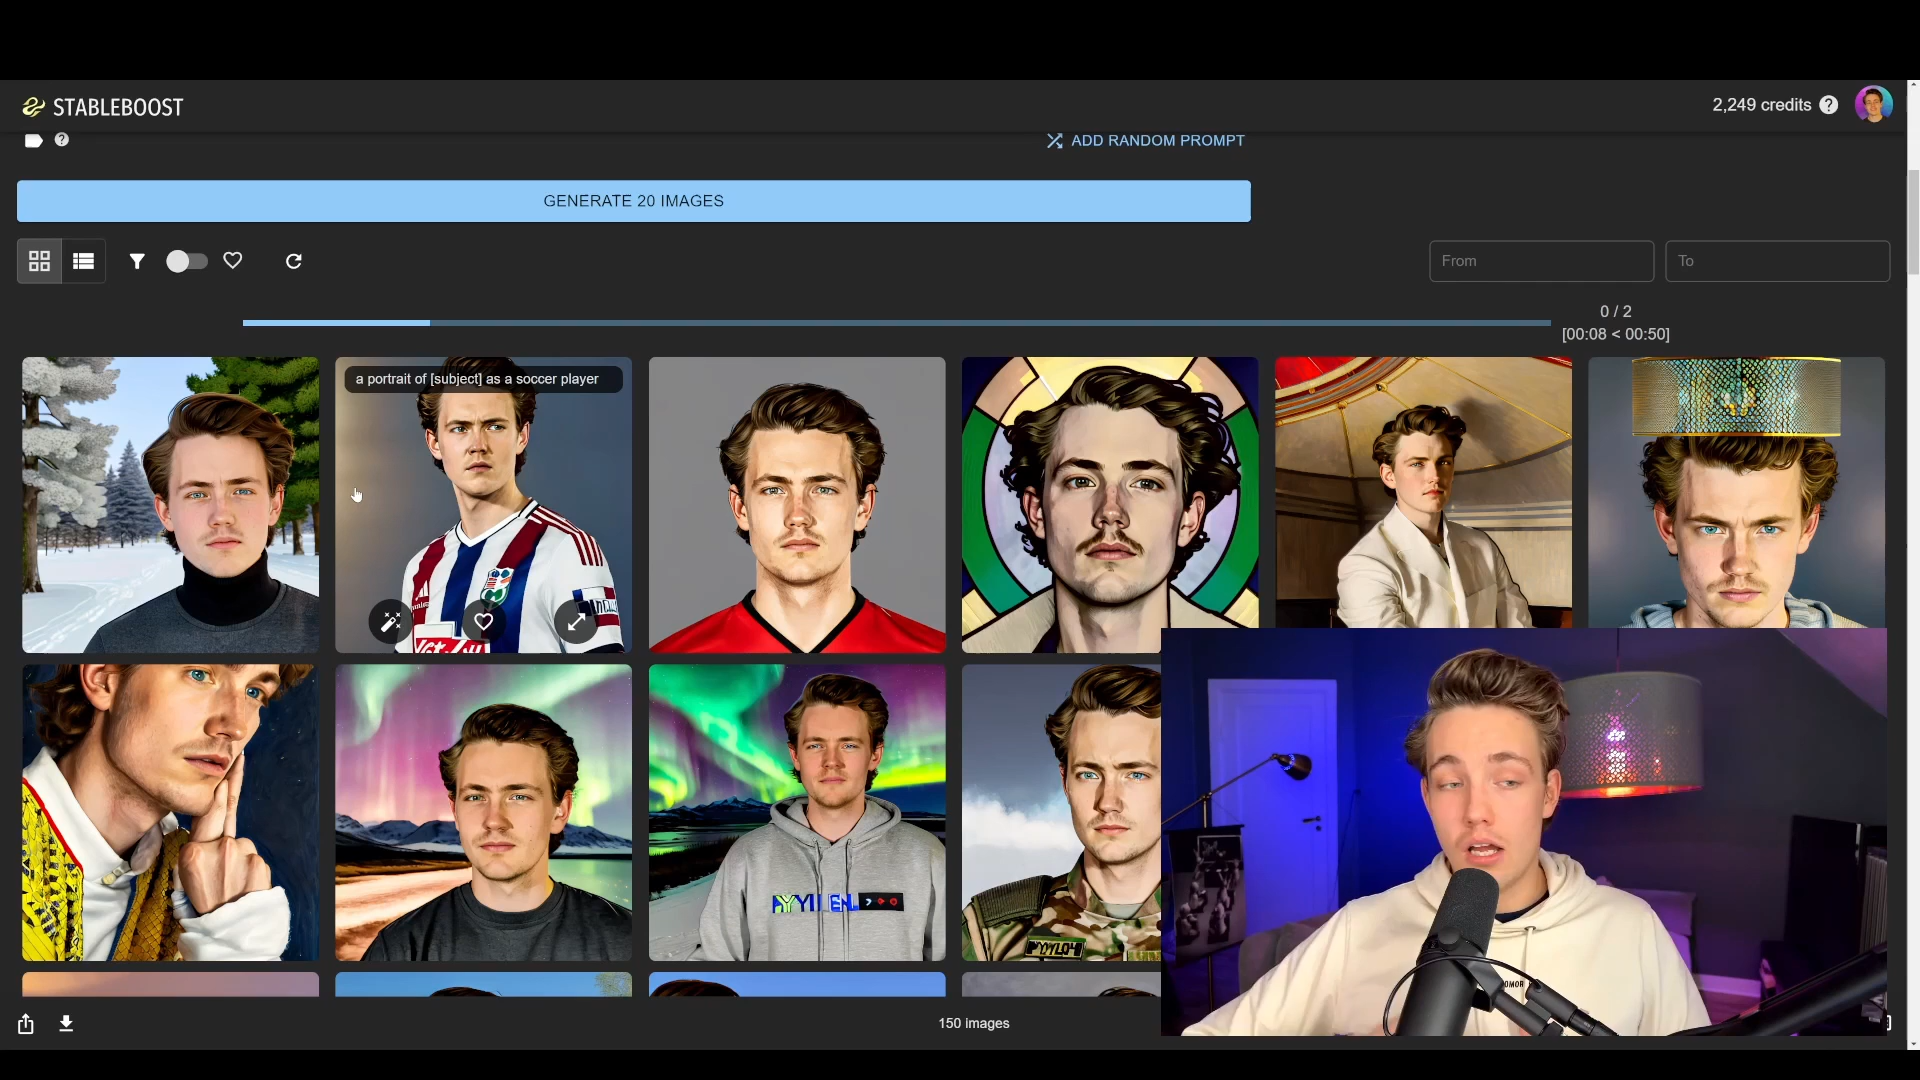 STABLEBOOST
2,249 credits
ADD RANDOM PROMPT
GENERATE 20 IMAGES
From
To
0 / 2
[00:08 < 00:50]
a portrait of [subject] as a soccer player
150 images